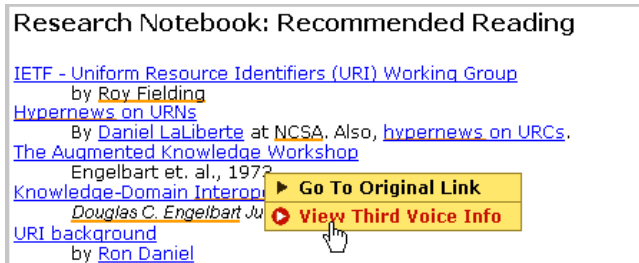 Research Notebook: Recommended Reading
IETF - Uniform Resource Identifiers (URI) Working Group
by Roy Fielding
Hypernews on URNs
By Daniel LaLiberte at NCSA. Also, hypernews on URCs.
The Augmented Knowledge Workshop
Engelbart et. al., 1972
Knowledge-Domain Interop
Douglas C. Engelbart Ju
URI background
by Ron Daniel
Go To Original Link
View Third Voice Info